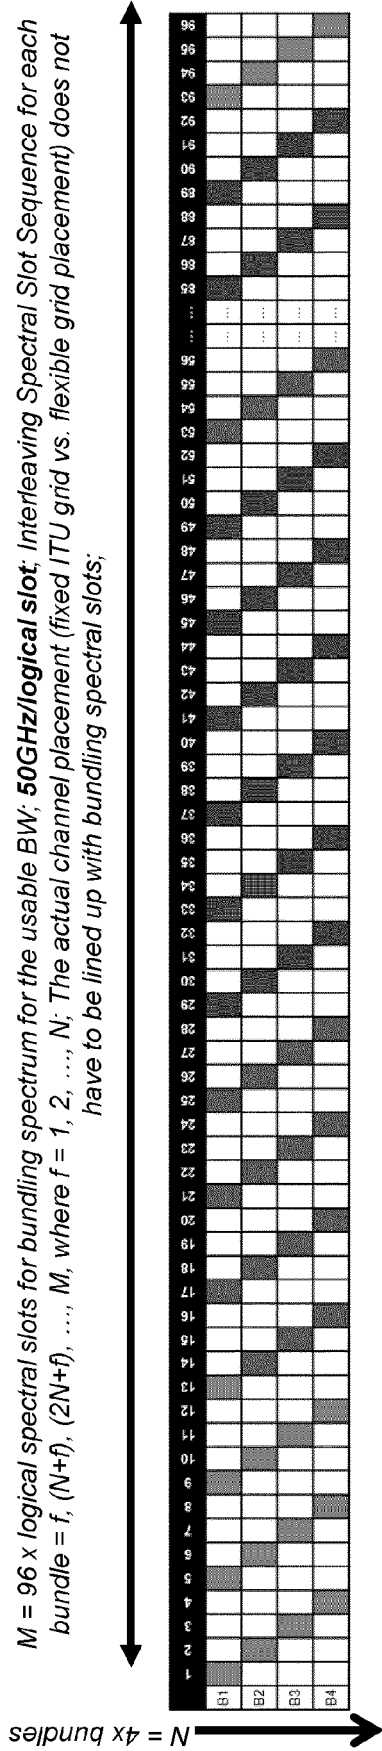 M = 96 x logical spectral slots for bundling spectrum for the usable BW; 50GHz/logical slot; Interleaving Spectral Slot Sequence for each
bundle = f, (N+f), (2N+f), ...., M, where f = 1, 2, ..., N; The actual channel placement (fixed ITU grid vs. flexible grid placement) does not
have to be lined up with bundling spectral slots;
N = 4x bundles
1 2 3 4 5 6 7 8 9 10 11 12 13 14 15 16 17 18 19 20 21 22 23 24 25 26 27 28 29 30 31 32 33 34 35 36 37 38 39 40 41 42 43 44 45 46 47 48 49 50 51 52 53 54 55 56 ... ... 85 86 87 88 89 90 91 92 93 94 95 96
B1 ... ...
B2 ... ...
B3 ... ...
B4 ... ...